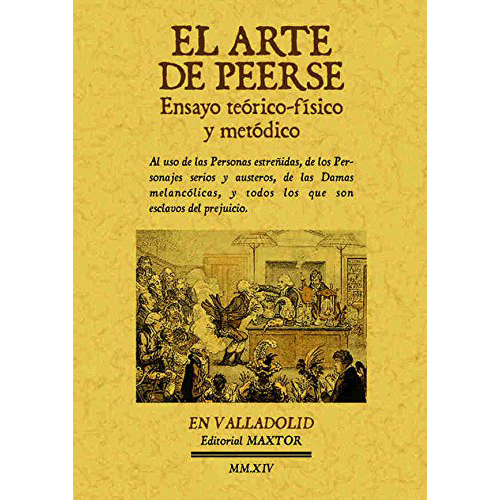 EL ARTE
DE PEERSE
Ensayo teórico-físico
y metódico
Al uso de las Personas estreñidas, de los Per-
sonajes serios y austeros, de las Damas
melancólicas, y todos los que son
esclavos del prejuicio.
EN VALLADOLID
Editorial MAXTOR
MM.XIV